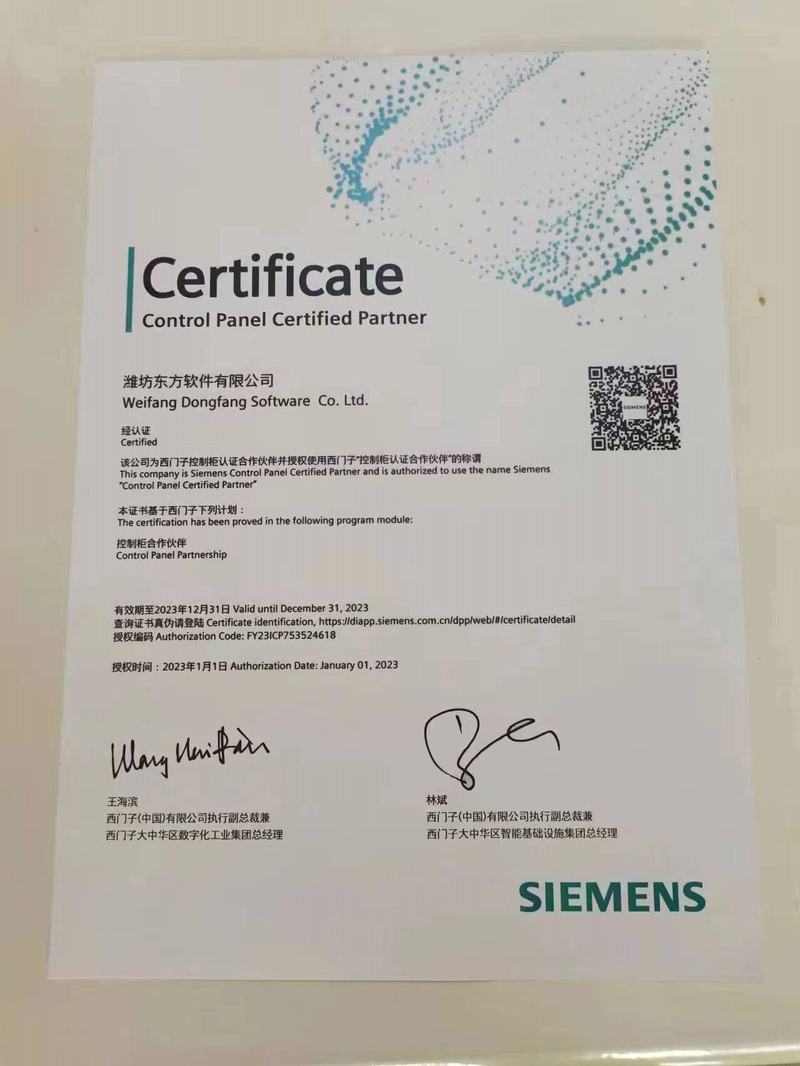 Certificate
Control Panel Certified Partner
潍坊东方软件有限公司
Weifang Dongfang Software Co. Ltd.
SIEMENS
经认证
Certified
该公司为西门子控制柜认证合作伙伴并授权使用西门子"控制柜认证合作伙伴"的称谓
This company is Siemens Control Panel Certified Partner and is authorized to use the name Siemens
"Control Panel Certified Partner"
本证书基于西门子下列计划：
The certification has been proved in the following program module:
控制柜合作伙伴
Control Panel Partnership
有效期至2023年12月31日 Valid until December 31, 2023
查询证书真伪请登陆 Certificate identification, https://diapp.siemens.com.cn/dpp/web/#/certificate/detail
授权编码 Authorization Code: FY23ICP753524618
授权时间：2023年1月1日 Authorization Date: January 01, 2023
王海滨
西门子(中国)有限公司执行副总裁兼
西门子大中华区数字化工业集团总经理
林斌
西门子(中国)有限公司执行副总裁兼
西门子大中华区智能基础设施集团总经理
SIEMENS